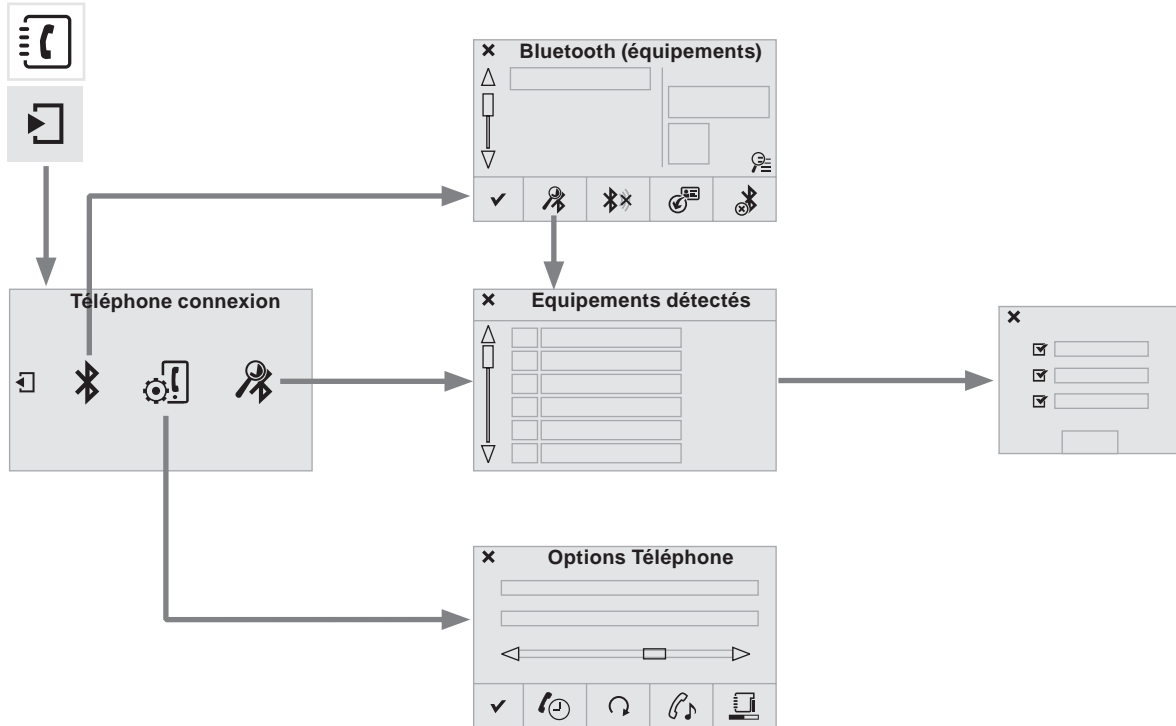 Bluetooth (équipements)
Téléphone connexion
Equipements détectés
Options Téléphone